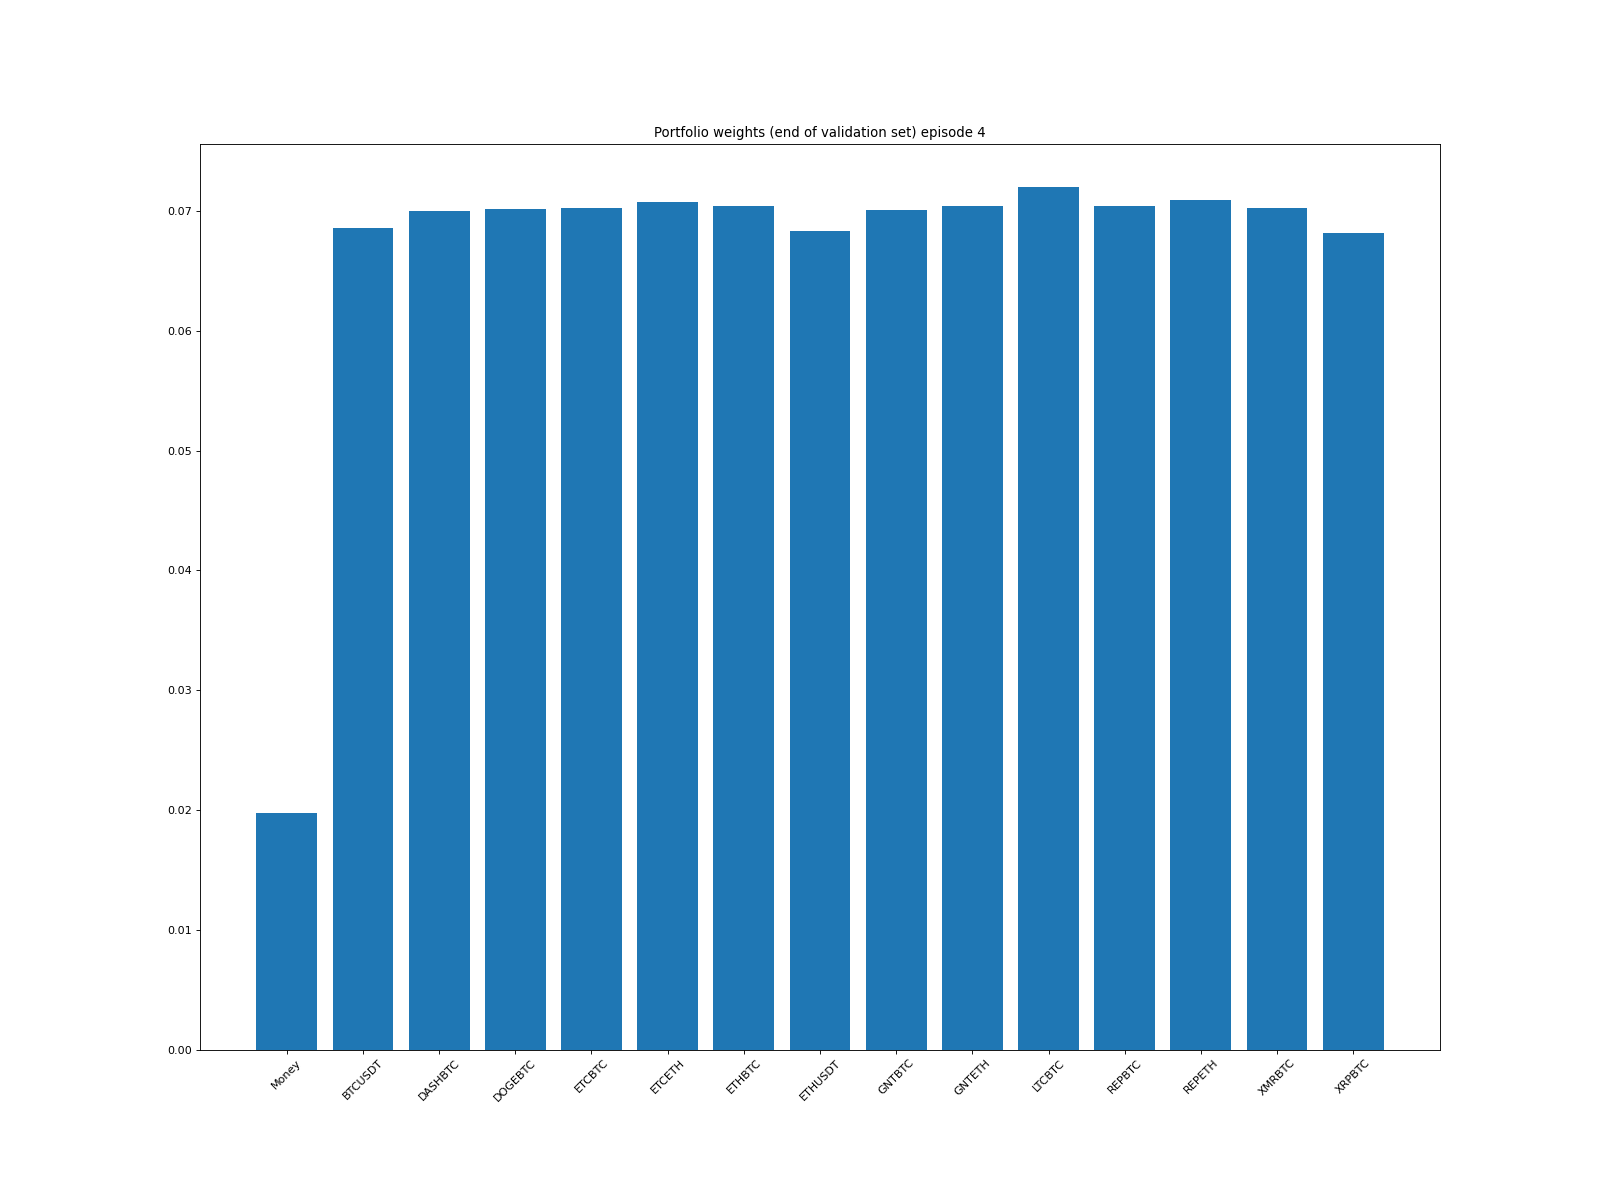 Portfolio weights (end of validation set) episode 4
0.07
0.06
0.05
0.04
0.03
0.02
0.01
0.00
Money
BTCUSDT
DASHBTC
DOGEBTC
ETCBTC
ETCETH
ETHBTC
ETHUSDT
GNTBTC
GNTETH
LTCBTC
REPBTC
REPETH
XMRBTC
XRPBTC